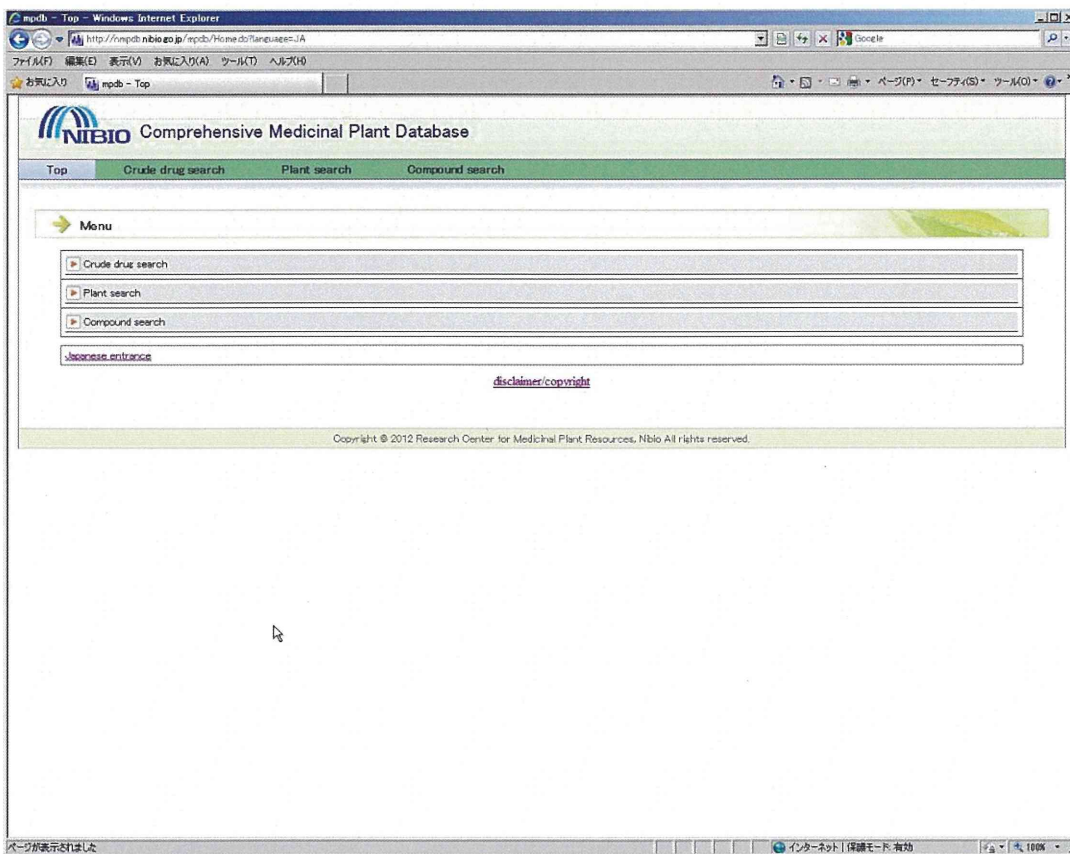 mpdb - Top - Windows Internet Explorer
http://nmpdb.nibio.go.jp/mpdb/Home.do?language=JA
Google
ファイル(F) 編集(E) 表示(V) お気に入り(A) ツール(T) ヘルプ(H)
お気に入り mpdb - Top ページ(P) セーフティ(S) ツール(O)
NIBIO Comprehensive Medicinal Plant Database
Top Crude drug search Plant search Compound search
Menu
Crude drug search
Plant search
Compound search
Japanese entrance
disclaimer/copyright
Copyright © 2012 Research Center for Medicinal Plant Resources, Nibio All rights reserved.
ページが表示されました インターネット | 保護モード: 有効 100%